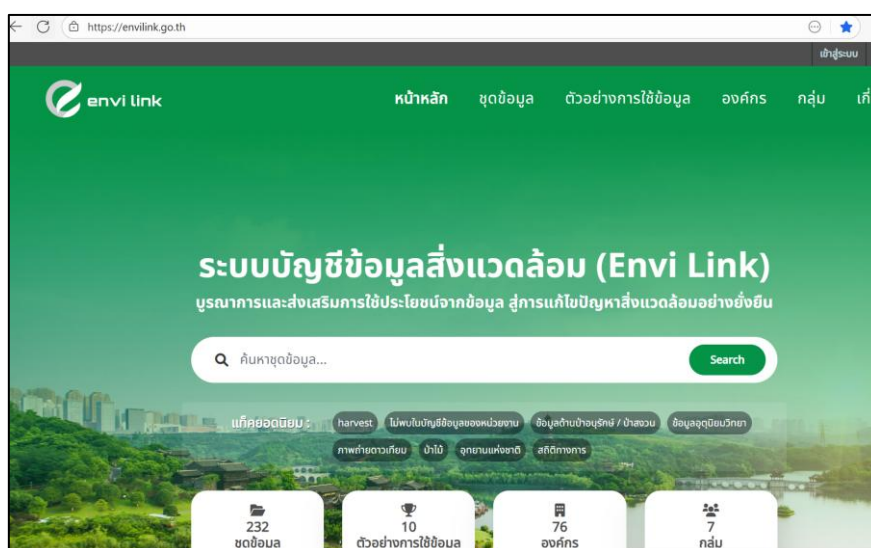 https://envilink.go.th
เข้าสู่ระบบ
envi link
หน้าหลัก ชุดข้อมูล ตัวอย่างการใช้ข้อมูล องค์กร กลุ่ม
ระบบบัญชีข้อมูลสิ่งแวดล้อม (Envi Link)
บูรณาการและส่งเสริมการใช้ประโยชน์จากข้อมูล สู่การแก้ไขปัญหาสิ่งแวดล้อมอย่างยั่งยืน
ค้นหาชุดข้อมูล... Search
แท็คยอดนิยม : harvest ไม่พบในบัญชีข้อมูลของหน่วยงาน ข้อมูลด้านป่าอนุรักษ์ / ป่าสงวน ข้อมูลอุตุนิยมวิทยา
ภาพถ่ายดาวเทียม ป่าไม้ อุทยานแห่งชาติ สถิติทางการ
232 10 76 7
ชุดข้อมูล ตัวอย่างการใช้ข้อมูล องค์กร กลุ่ม